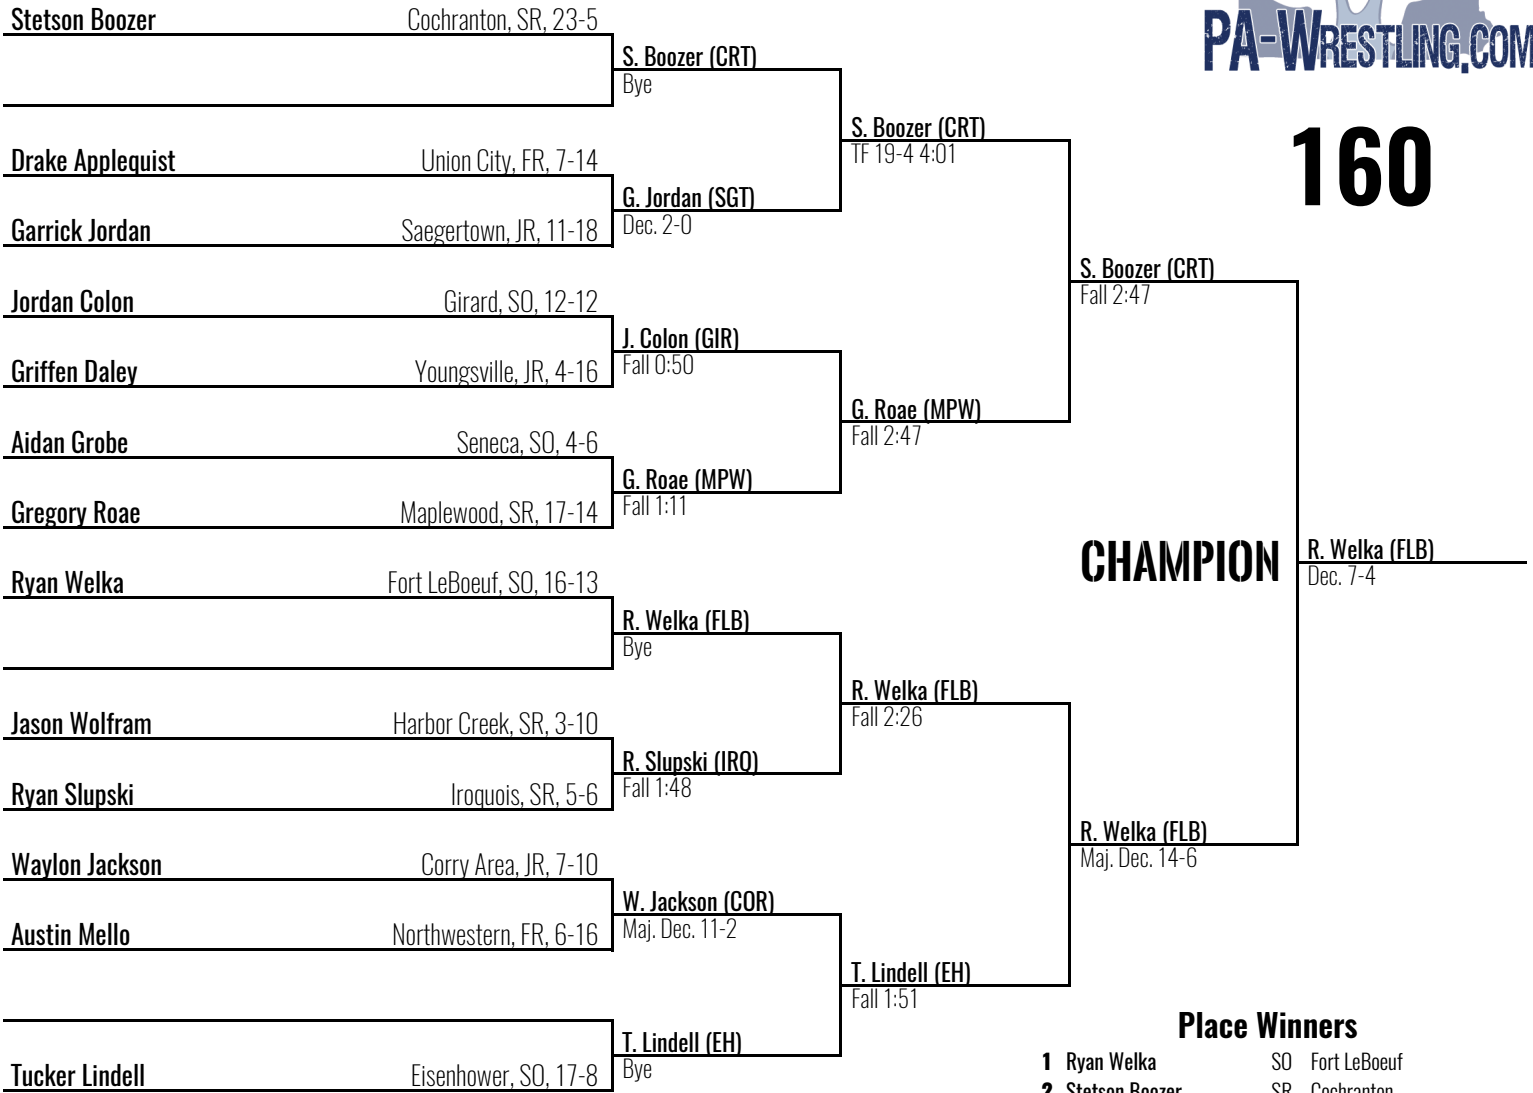 PA-WRESTLING.COM
160
Stetson Boozer Cochranton, SR, 23-5
S. Boozer (CRT)
Bye
S. Boozer (CRT)
TF 19-4 4:01
Drake Applequist Union City, FR, 7-14
G. Jordan (SGT)
Dec. 2-0
Garrick Jordan Saegertown, JR, 11-18
S. Boozer (CRT)
Fall 2:47
Jordan Colon Girard, SO, 12-12
J. Colon (GIR)
Fall 0:50
Griffen Daley Youngsville, JR, 4-16
G. Roae (MPW)
Fall 2:47
Aidan Grobe Seneca, SO, 4-6
G. Roae (MPW)
Fall 1:11
Gregory Roae Maplewood, SR, 17-14
CHAMPION
R. Welka (FLB)
Dec. 7-4
Ryan Welka Fort LeBoeuf, SO, 16-13
R. Welka (FLB)
Bye
R. Welka (FLB)
Fall 2:26
Jason Wolfram Harbor Creek, SR, 3-10
R. Slupski (IRQ)
Fall 1:48
Ryan Slupski Iroquois, SR, 5-6
R. Welka (FLB)
Maj. Dec. 14-6
Waylon Jackson Corry Area, JR, 7-10
W. Jackson (COR)
Maj. Dec. 11-2
Austin Mello Northwestern, FR, 6-16
T. Lindell (EH)
Fall 1:51
T. Lindell (EH)
Bye
Tucker Lindell Eisenhower, SO, 17-8
Place Winners
1 Ryan Welka SO Fort LeBoeuf
2 Stetson Boozer SR Cochranton